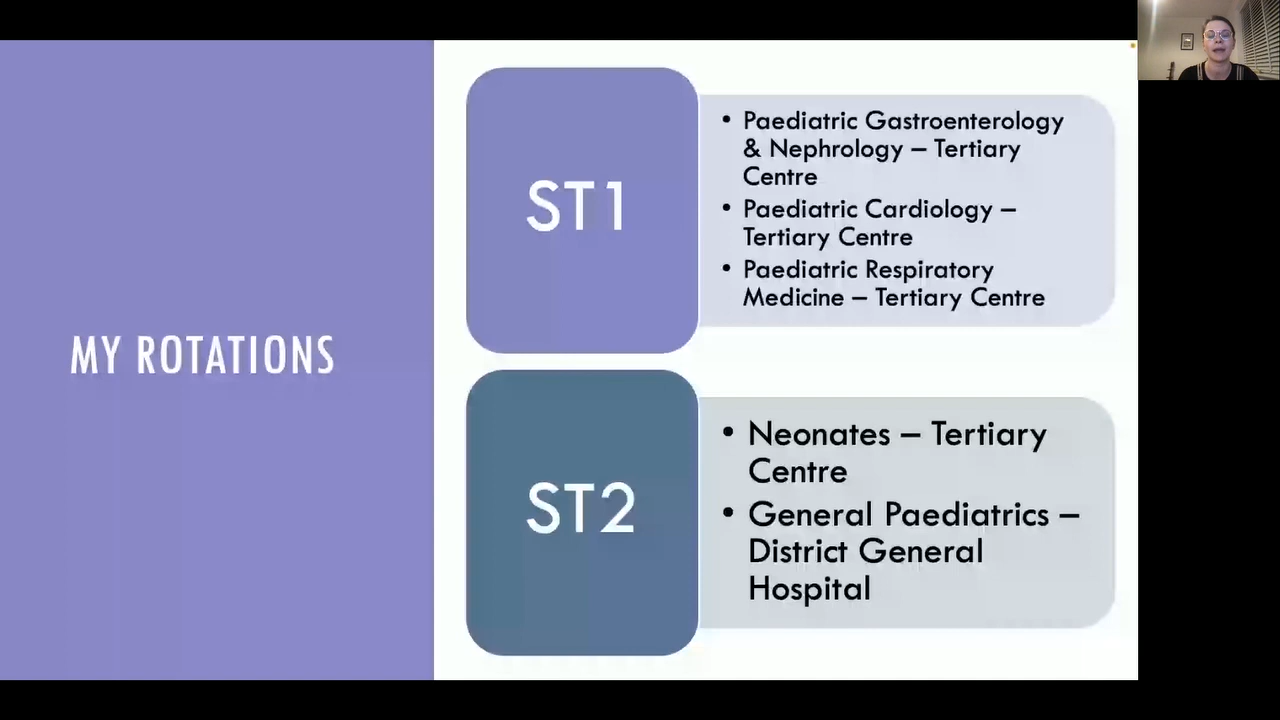 MY ROTATIONS
ST1
• Paediatric Gastroenterology
& Nephrology – Tertiary
Centre
• Paediatric Cardiology –
Tertiary Centre
• Paediatric Respiratory
Medicine – Tertiary Centre
ST2
• Neonates – Tertiary
Centre
• General Paediatrics –
District General
Hospital